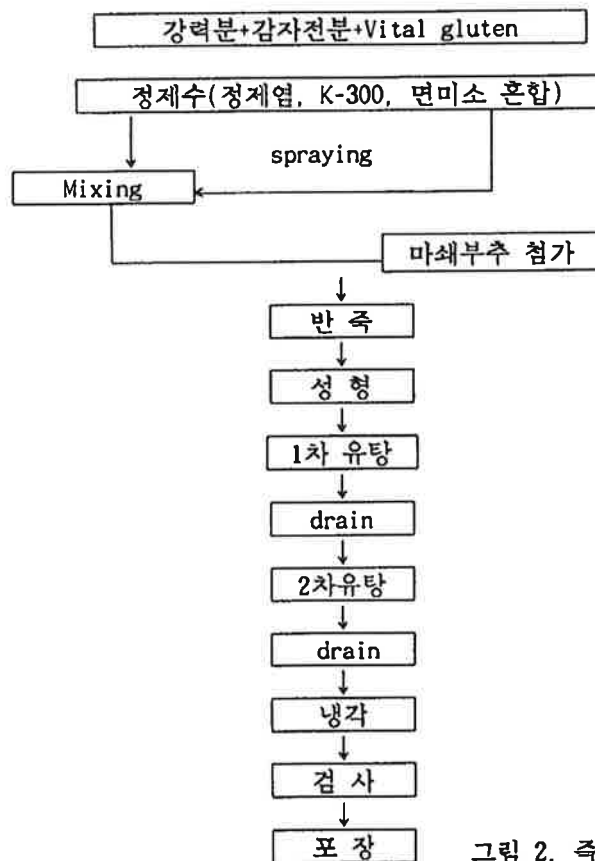 강력분+감자전분+Vital gluten
정제수(정제염, K-300, 면미소 혼합)
spraying
Mixing
마쇄부추 첨가
반 죽
성 형
1차 유탕
drain
2차유탕
drain
냉각
검 사
포 장
그림 2. 즉